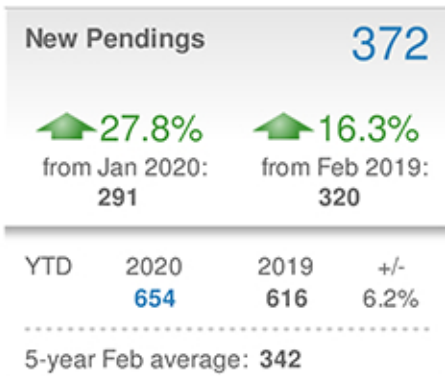 New Pendings 372
27.8% 16.3%
from Jan 2020: from Feb 2019:
291 320
YTD 2020 2019 +/-
654 616 6.2%
5-year Feb average: 342